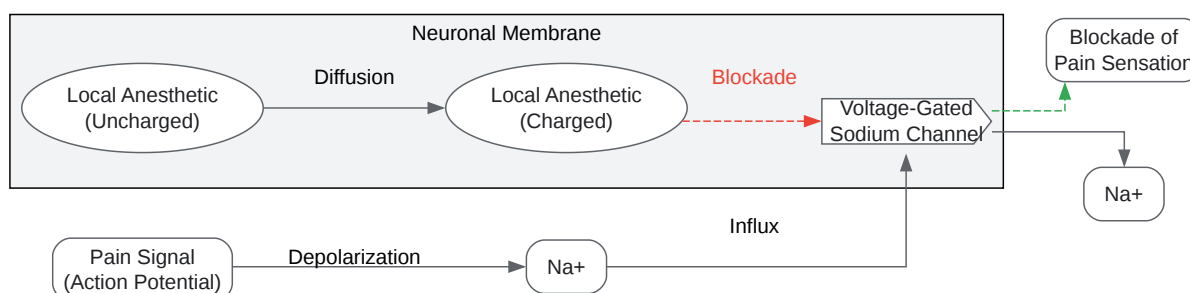 Neuronal Membrane
Local Anesthetic
(Uncharged)
Diffusion
Local Anesthetic
(Charged)
Blockade
Voltage-Gated
Sodium Channel
Blockade of
Pain Sensation
Na+
Pain Signal
(Action Potential)
Depolarization
Na+
Influx